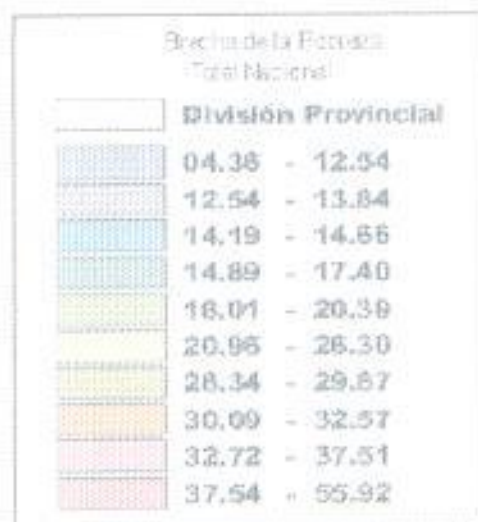 Brecha de la Pobreza
Total Nacional
División Provincial
04.36 - 12.54
12.54 - 13.84
14.19 - 14.66
14.89 - 17.40
18.01 - 20.39
20.96 - 26.30
28.34 - 29.87
30.09 - 32.57
32.72 - 37.51
37.54 - 55.92